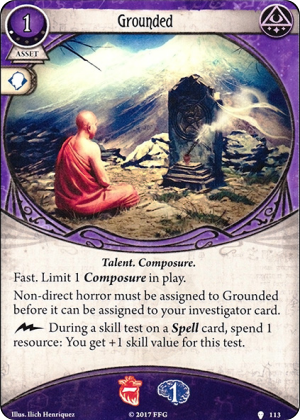 Grounded
1
ASSET
Talent. Composure.
Fast. Limit 1 Composure in play.
Non-direct horror must be assigned to Grounded
before it can be assigned to your investigator card.
During a skill test on a Spell card, spend 1
resource: You get +1 skill value for this test.
1
Illus. Ilich Henriquez
© 2017 FFG
113